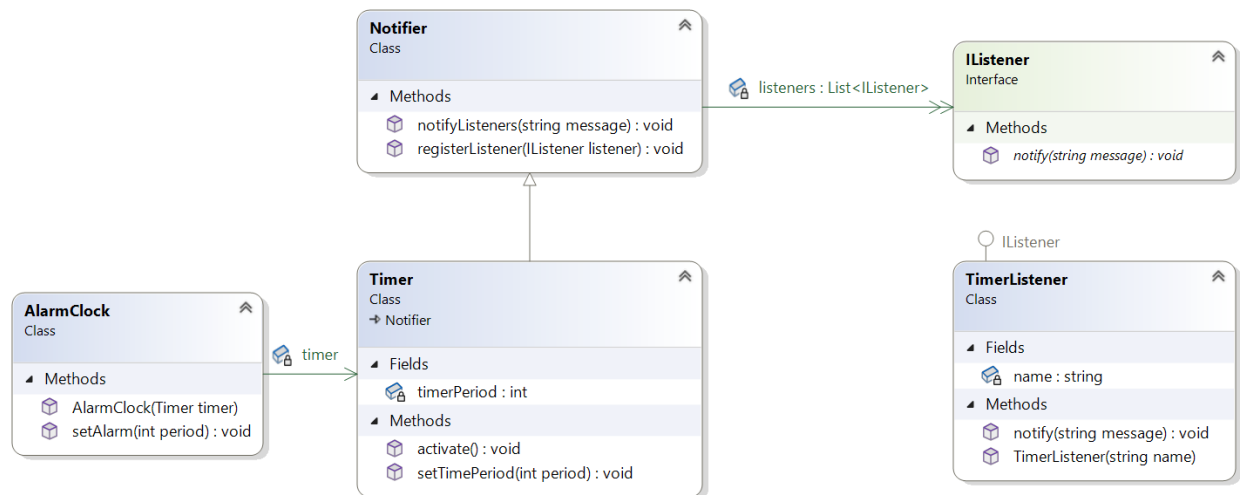 Notifier
Class
Methods
notifyListeners(string message) : void
registerListener(IListener listener) : void
listeners : List<IListener>
IListener
Interface
Methods
notify(string message) : void
AlarmClock
Class
Methods
AlarmClock(Timer timer)
setAlarm(int period) : void
timer
Timer
Class
Notifier
Fields
timerPeriod : int
Methods
activate() : void
setTimePeriod(int period) : void
IListener
TimerListener
Class
Fields
name : string
Methods
notify(string message) : void
TimerListener(string name)